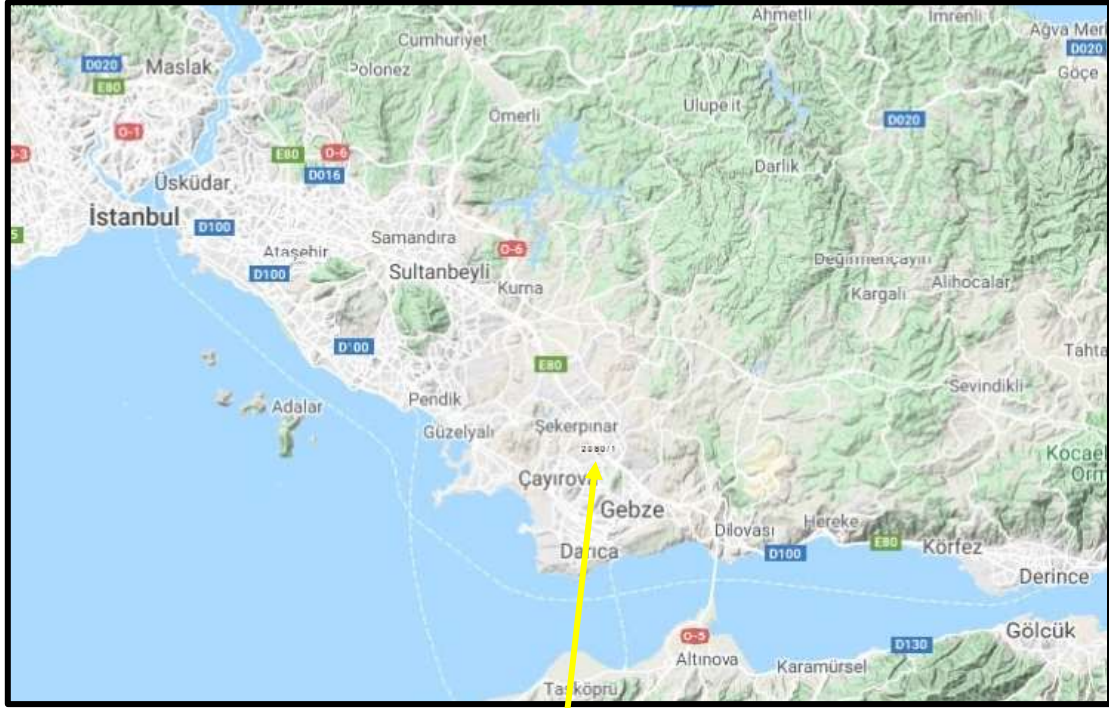 Ahmetli
İmrenli
Cumhuriyet
Ağva Merk
D020
D020
Maslak
Polonez
Göçe
E80
Ömerli
Ulupelit
D020
O-1
E80
O-6
D016
Darlık
Üsküdar
İstanbul
D100
Samandıra
Ataşehir
O-6
D100
Sultanbeyli
Kurna
Değirmençayırı
Alihocalar
Kargalı
D100
Tahta
E80
Sevindikli
Pendik
Adalar
Güzelyalı
Şekerpınar
Kocael
Orm
Çayırova
Gebze
Dilovası
Hereke
E80
Körfez
Darıca
D100
Derince
O-5
Gölcük
D130
Altınova
Karamürsel
Taşköprü